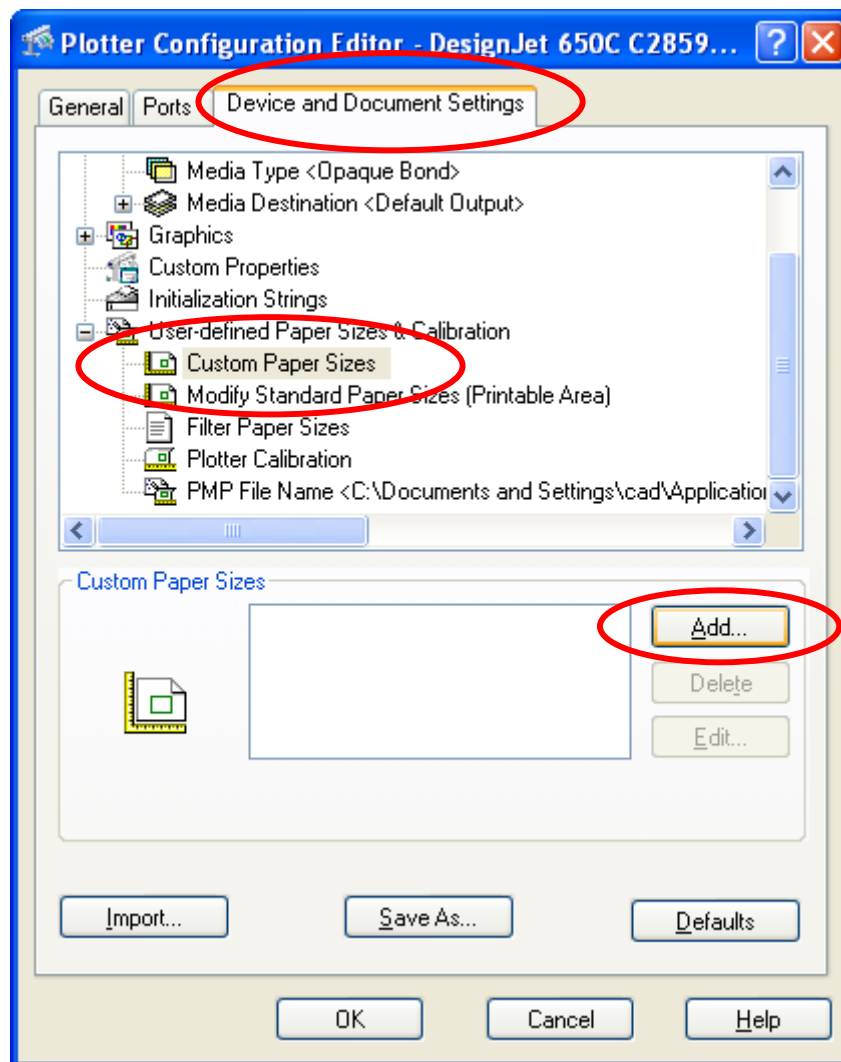 Plotter Configuration Editor - DesignJet 650C C2859...
General Ports Device and Document Settings
Media Type <Opaque Bond>
Media Destination <Default Output>
Graphics
Custom Properties
Initialization Strings
User-defined Paper Sizes & Calibration
Custom Paper Sizes
Modify Standard Paper Sizes (Printable Area)
Filter Paper Sizes
Plotter Calibration
PMP File Name <C:\Documents and Settings\cad\Application
Custom Paper Sizes
Add...
Delete
Edit...
Import... Save As... Defaults
OK Cancel Help